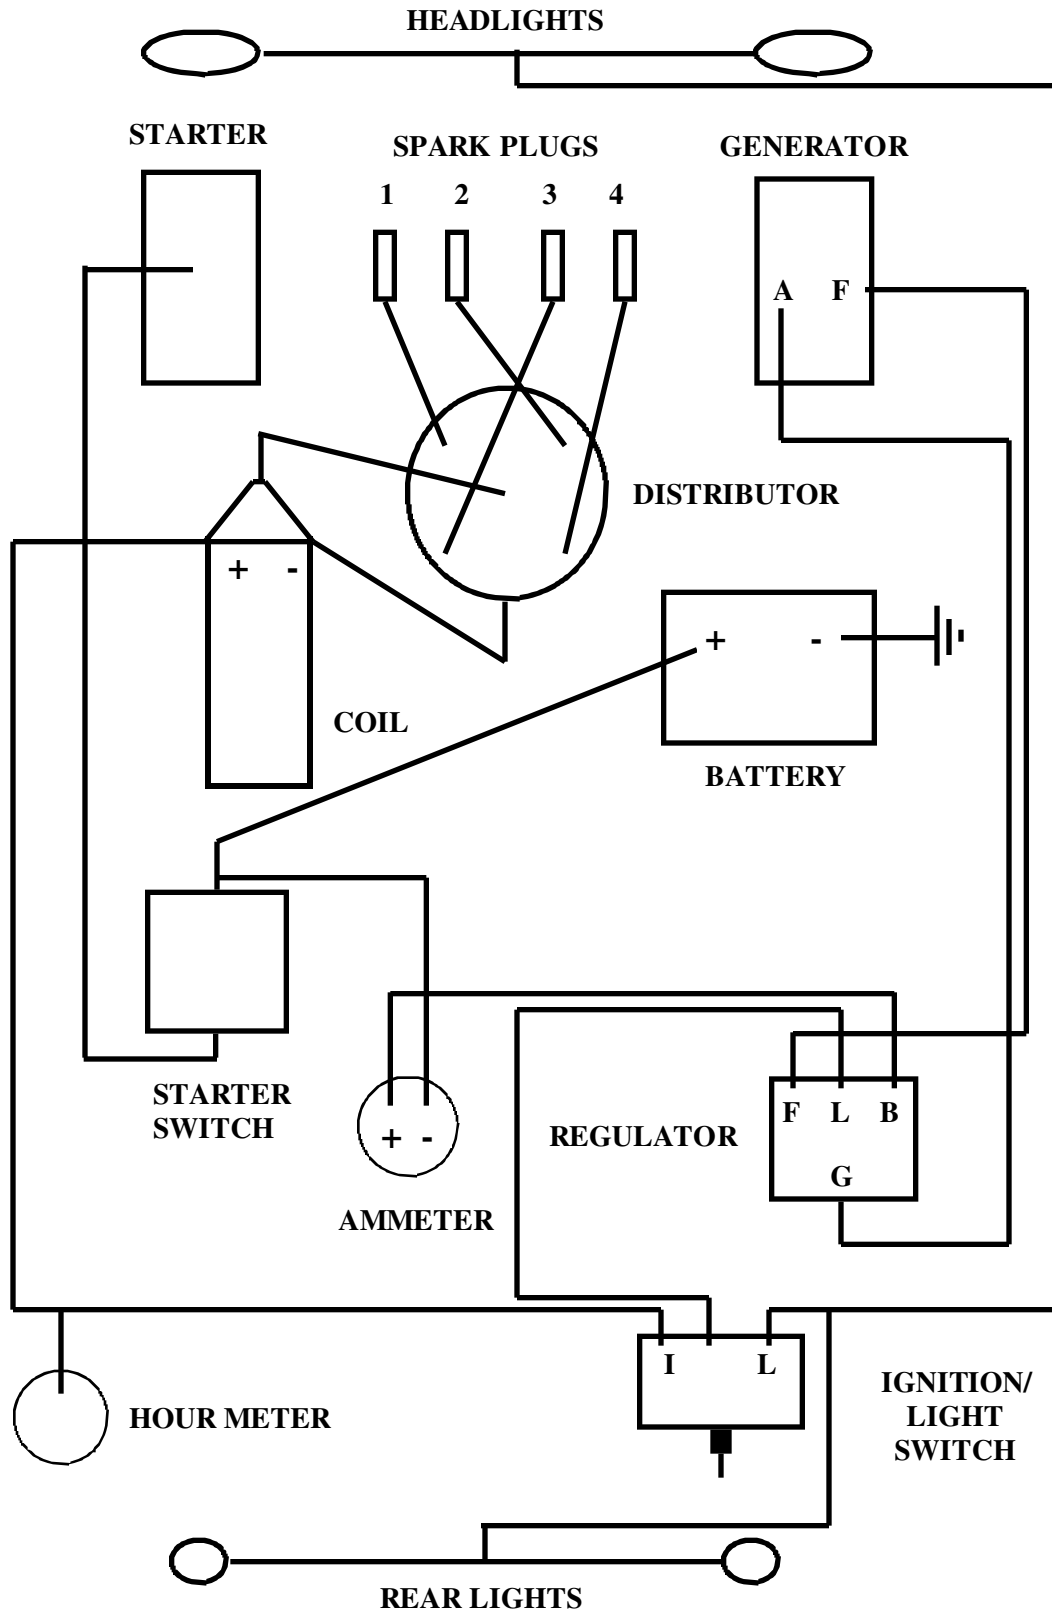 HEADLIGHTS
STARTER
SPARK PLUGS
GENERATOR
1 2 3 4
A F
DISTRIBUTOR
+ -
+ -
COIL
BATTERY
STARTER
SWITCH
F L B
+ -
REGULATOR
G
AMMETER
I L
IGNITION/
LIGHT
SWITCH
HOUR METER
REAR LIGHTS